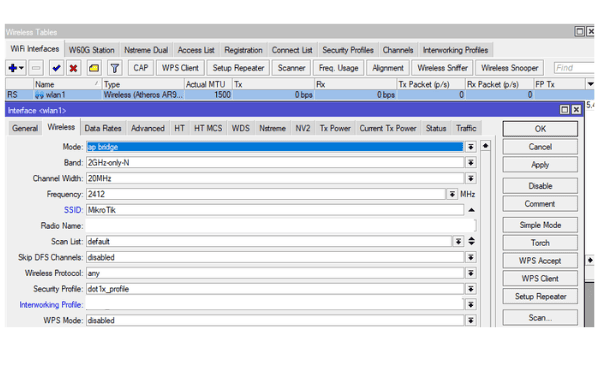 Wireless Tables
WiFi Interfaces W60G Station Nstreme Dual Access List Registration Connect List Security Profiles Channels Interworking Profiles
CAP WPS Client Setup Repeater Scanner Freq. Usage Alignment Wireless Sniffer Wireless Snooper Find
Name Type Actual MTU Tx Rx Tx Packet (p/s) Rx Packet (p/s) FP Tx
RS wlan1 Wireless (Atheros AR9... 1500 0 bps 0 bps 0 0 5.4
Interface <wlan1>
General Wireless Data Rates Advanced HT HT MCS WDS Nstreme NV2 Tx Power Current Tx Power Status Traffic
Mode: ap bridge
Band: 2GHz-only-N
Channel Width: 20MHz
Frequency: 2412 MHz
SSID: MikroTik
Radio Name:
Scan List: default
Skip DFS Channels: disabled
Wireless Protocol: any
Security Profile: dot1x_profile
Interworking Profile:
WPS Mode: disabled
OK
Cancel
Apply
Disable
Comment
Simple Mode
Torch
WPS Accept
WPS Client
Setup Repeater
Scan...